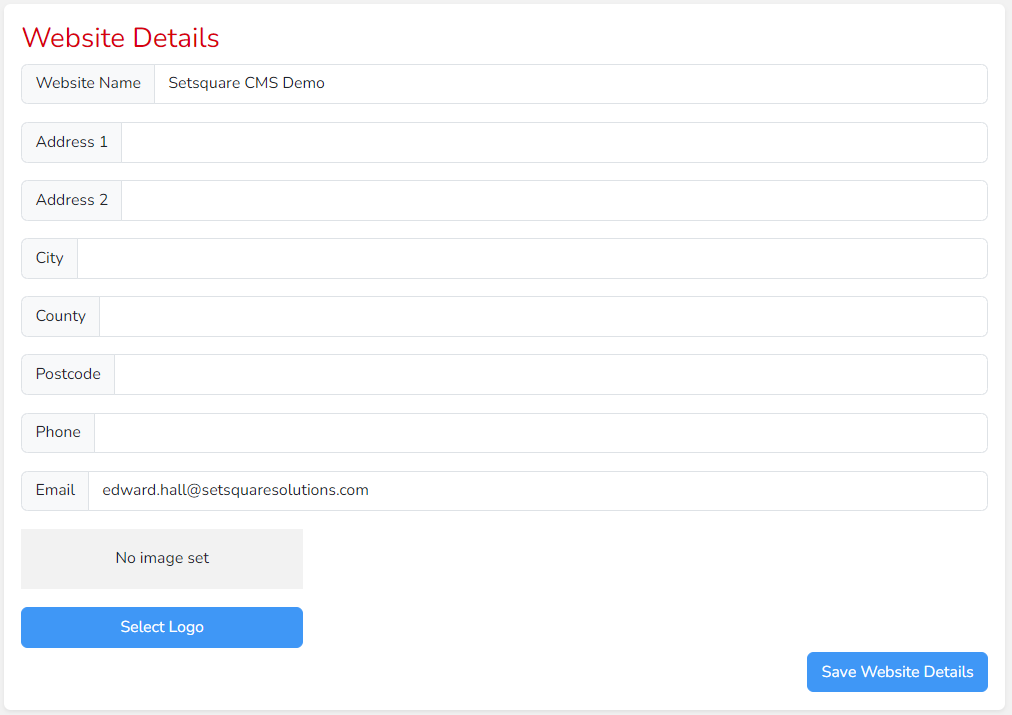 Website Details
Website Name Setsquare CMS Demo
Address 1
Address 2
City
County
Postcode
Phone
Email edward.hall@setsquaresolutions.com
No image set
Select Logo
Save Website Details